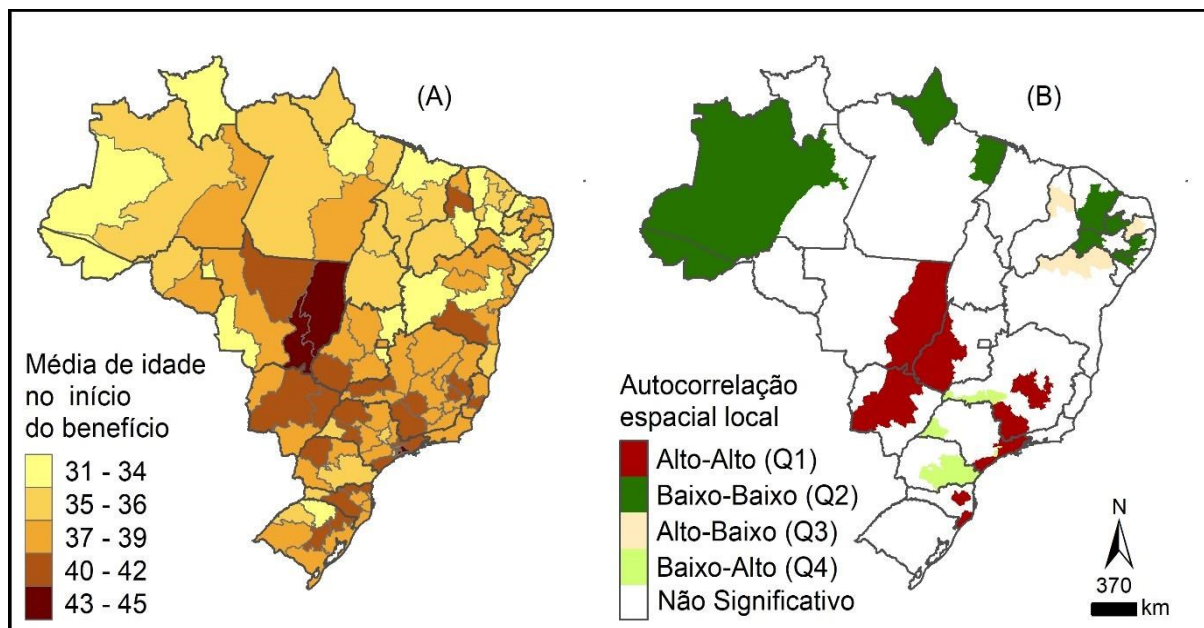 (A)
Média de idade
no início
do benefício
31 - 34
35 - 36
37 - 39
40 - 42
43 - 45
(B)
Autocorrelação
espacial local
Alto-Alto (Q1)
Baixo-Baixo (Q2)
Alto-Baixo (Q3)
Baixo-Alto (Q4)
Não Significativo
N
370
km